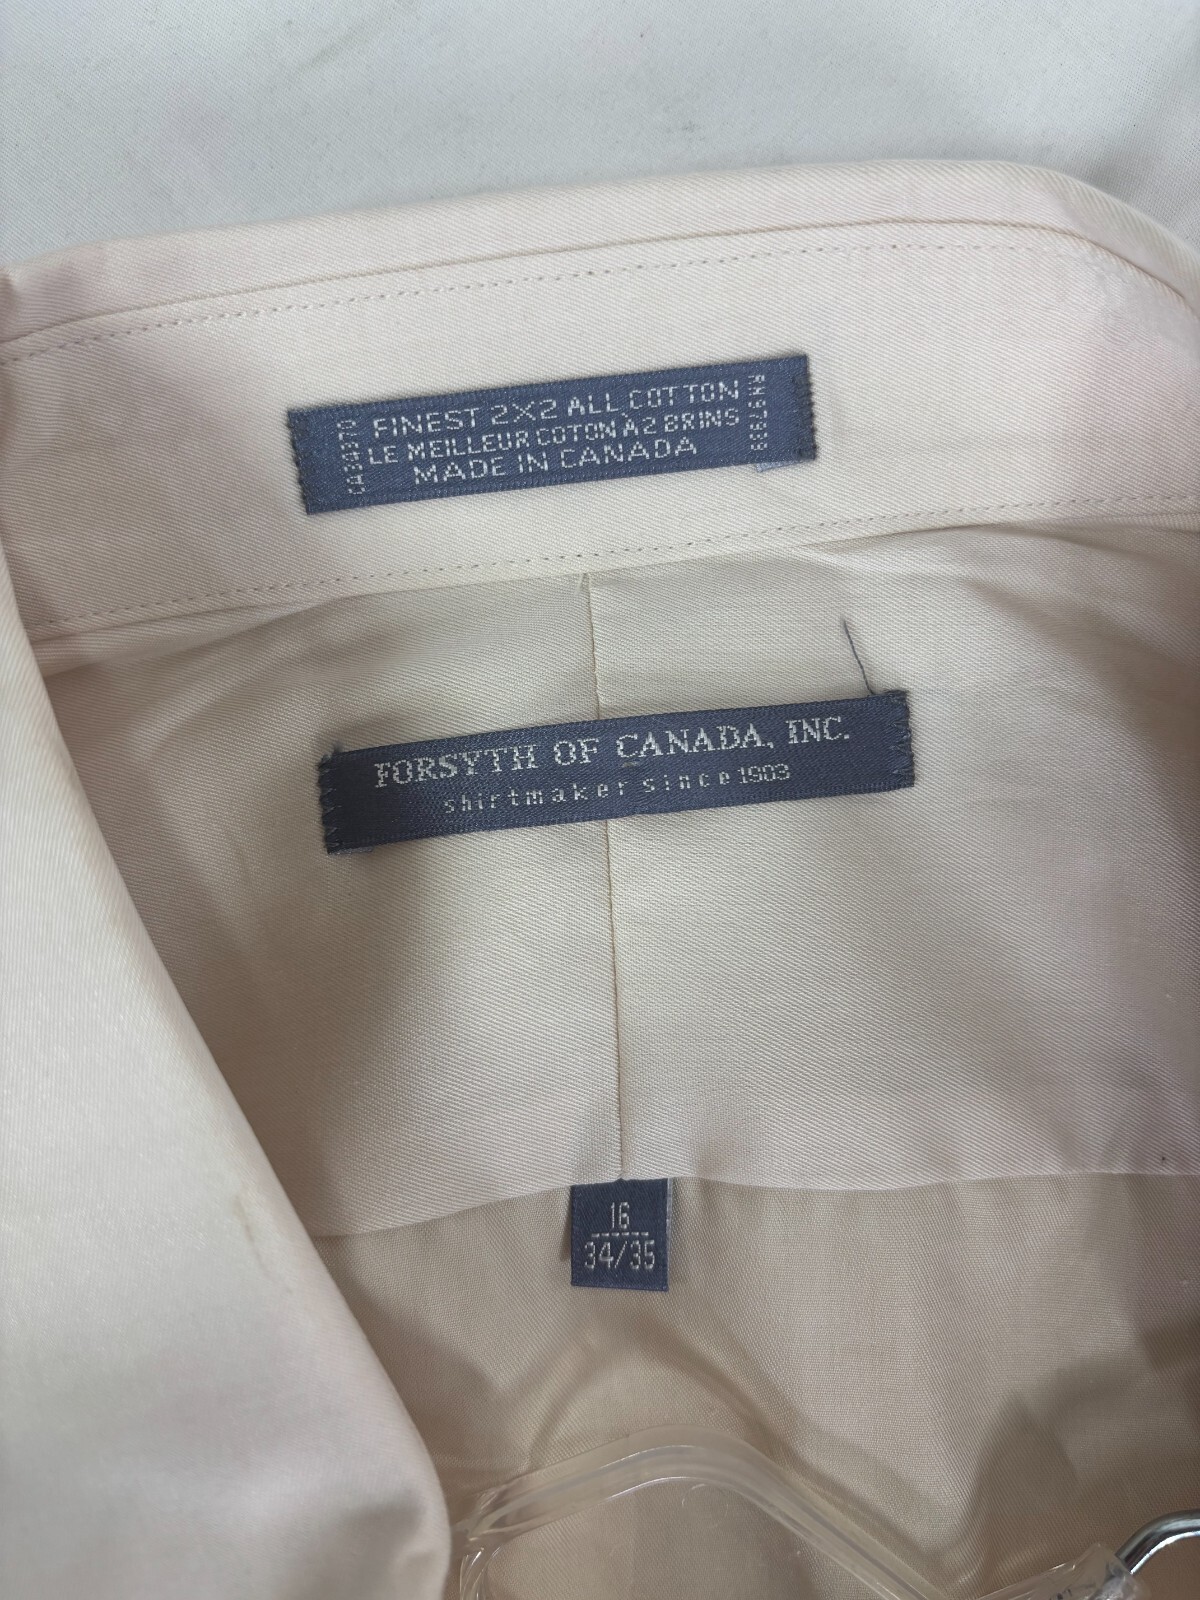 FINEST 2X2 ALL COTTON
LE MEILLEUR COTON À 2 BRINS
MADE IN CANADA
FORSYTH OF CANADA, INC.
shirtmaker since 1903
16
34/35